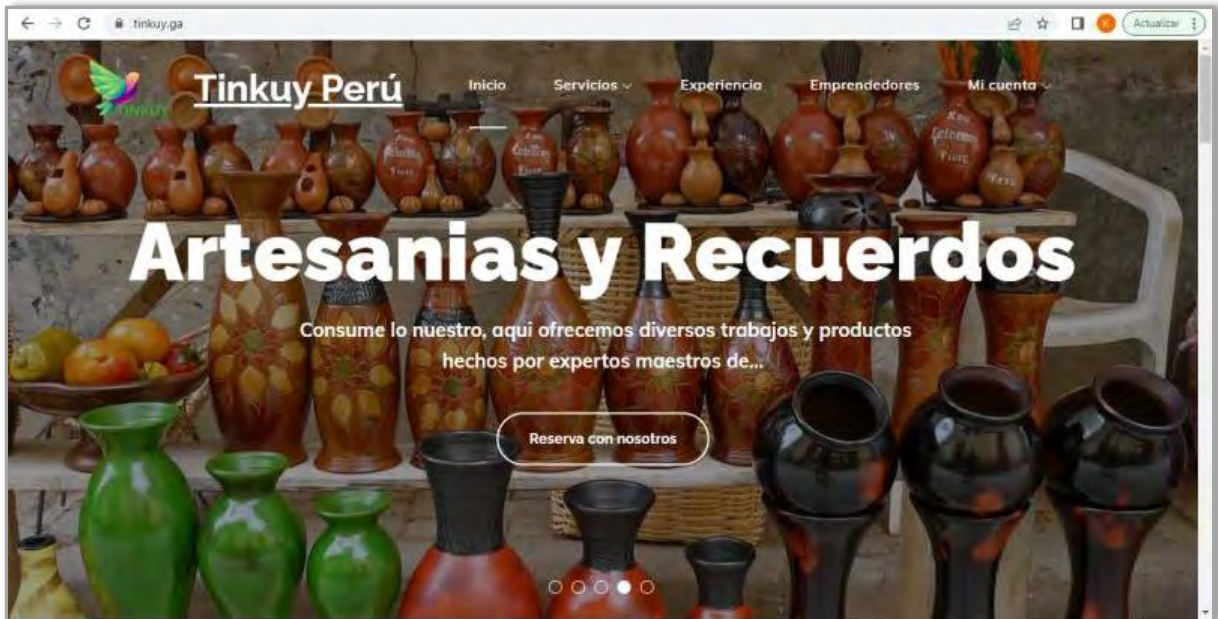 tinkuy.ga
Actualizar
TINKUY
Tinkuy Perú
Inicio
Servicios
Experiencia
Emprendedores
Mi cuenta
Artesanias y Recuerdos
Consume lo nuestro, aqui ofrecemos diversos trabajos y productos
hechos por expertos maestros de...
Reserva con nosotros